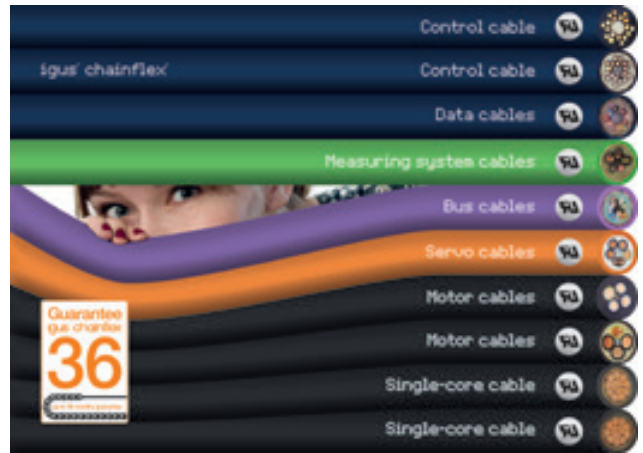 Control cable
igus® chainflex®
Control cable
Data cables
Measuring system cables
Bus cables
Servo cables
Motor cables
Guarantee
igus chainflex
36
Motor cables
Single-core cable
Single-core cable